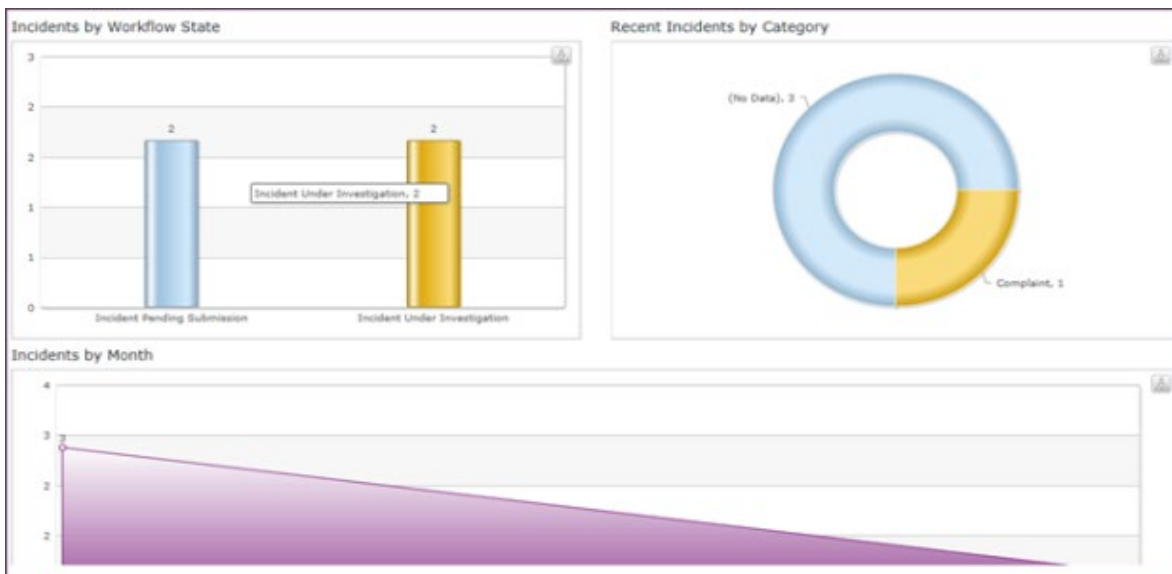 Incidents by Workflow State
3
2
2
1
1
0
2
2
Incident Under Investigation, 2
Incident Pending Submission
Incident Under Investigation
Recent Incidents by Category
(No Data), 3
Complaint, 1
Incidents by Month
4
3
2
2
3